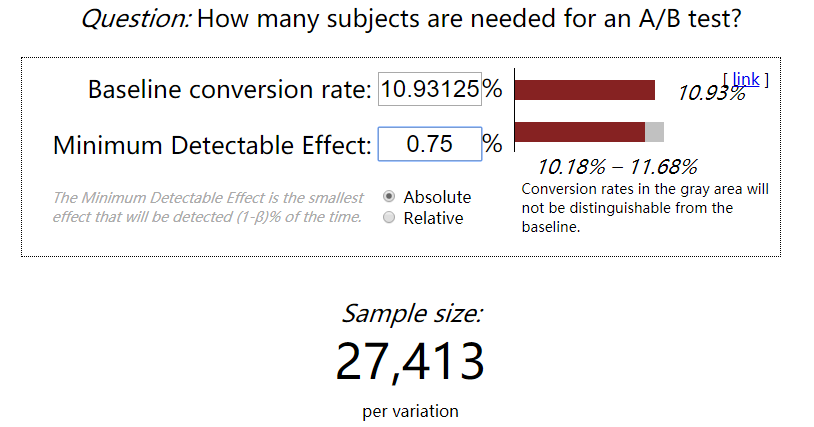 Question: How many subjects are needed for an A/B test?
[ link ]
Baseline conversion rate: 10.93125%
10.93%
Minimum Detectable Effect: 0.75%
10.18% – 11.68%
The Minimum Detectable Effect is the smallest
effect that will be detected (1-β)% of the time.
Absolute
Relative
Conversion rates in the gray area will
not be distinguishable from the
baseline.
Sample size:
27,413
per variation